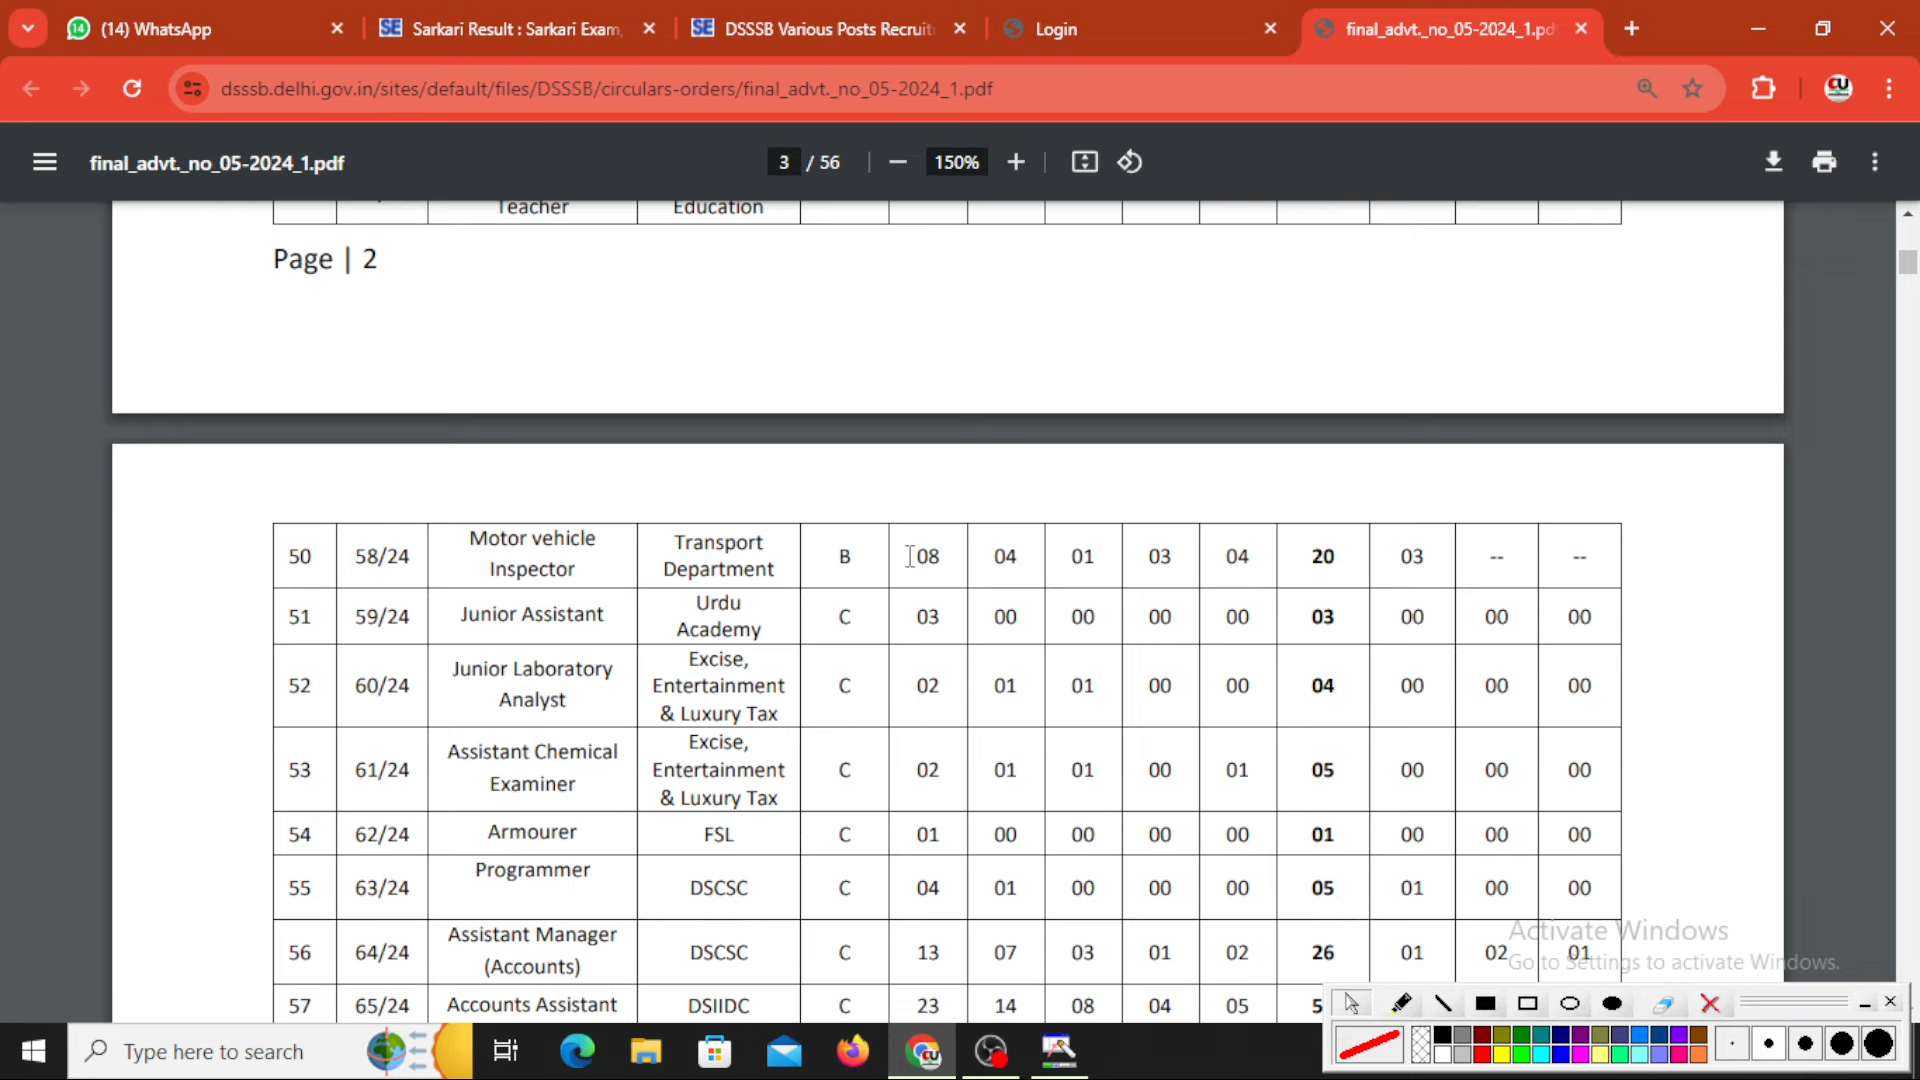 (14) WhatsApp
Sarkari Result : Sarkari Exam,
DSSSB Various Posts Recruit
Login
final_advt._no_05-2024_1.pd
dsssb.delhi.gov.in/sites/default/files/DSSSB/circulars-orders/final_advt._no_05-2024_1.pdf
final_advt._no_05-2024_1.pdf
3 / 56
150%
Teacher Education
Page | 2
50 58/24 Motor vehicle Inspector Transport Department B 08 04 01 03 04 20 03 -- --
51 59/24 Junior Assistant Urdu Academy C 03 00 00 00 00 03 00 00 00
52 60/24 Junior Laboratory Analyst Excise, Entertainment & Luxury Tax C 02 01 01 00 00 04 00 00 00
53 61/24 Assistant Chemical Examiner Excise, Entertainment & Luxury Tax C 02 01 01 00 01 05 00 00 00
54 62/24 Armourer FSL C 01 00 00 00 00 01 00 00 00
55 63/24 Programmer DSCSC C 04 01 00 00 00 05 01 00 00
56 64/24 Assistant Manager (Accounts) DSCSC C 13 07 03 01 02 26 01 02 01
57 65/24 Accounts Assistant DSIIDC C 23 14 08 04 05
Activate Windows
Go to Settings to activate Windows.
Type here to search